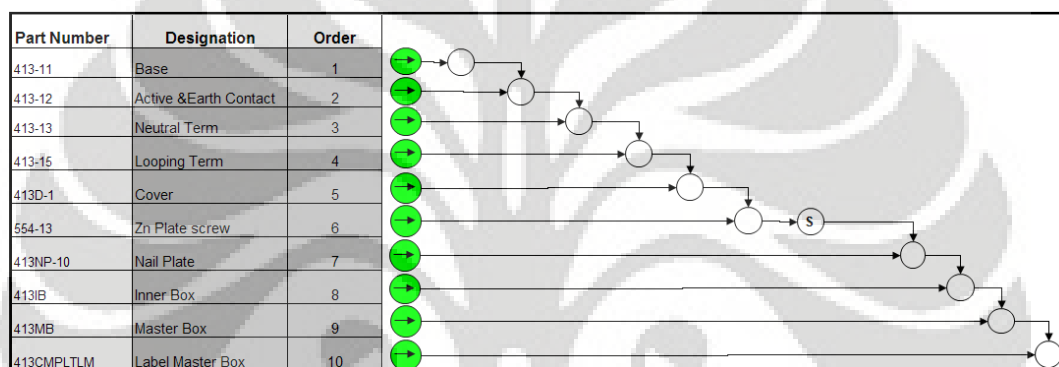 Part Number Designation Order
413-11 Base 1
413-12 Active &Earth Contact 2
413-13 Neutral Term 3
413-15 Looping Term 4
413D-1 Cover 5
554-13 Zn Plate screw 6 S
413NP-10 Nail Plate 7
413IB Inner Box 8
413MB Master Box 9
413CMPLTLM Label Master Box 10